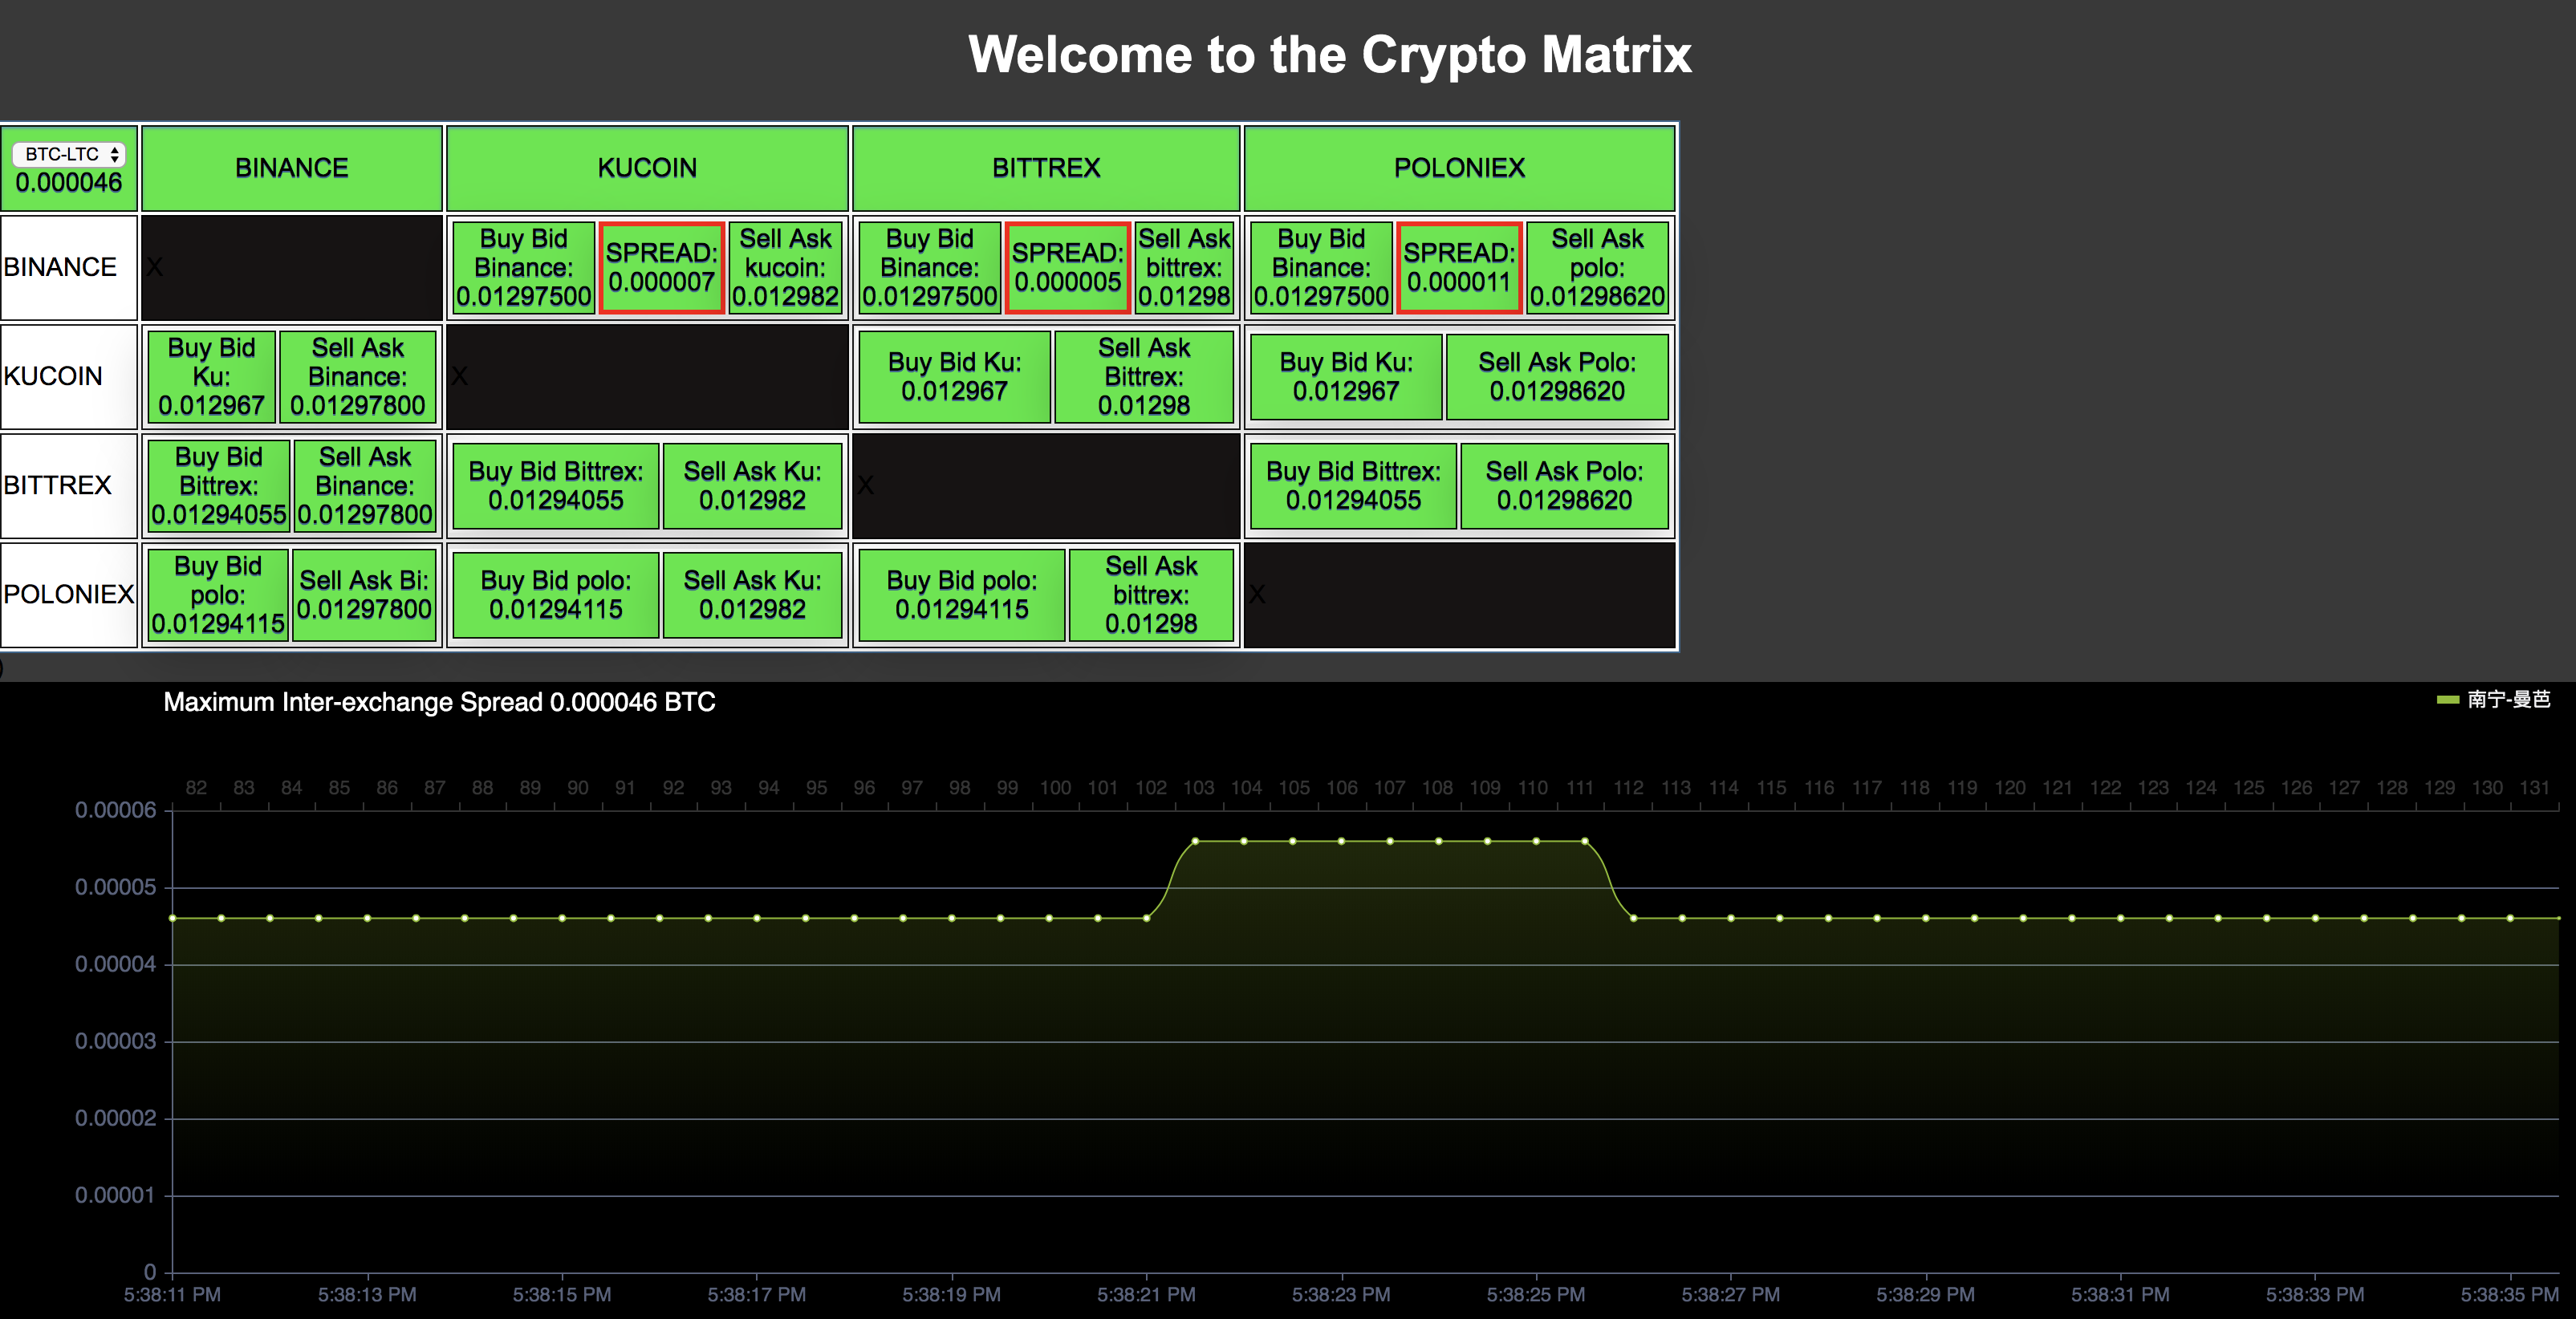 Welcome to the Crypto Matrix
BTC-LTC
0.000046
BINANCE
KUCOIN
BITTREX
POLONIEX
BINANCE
X
Buy Bid
Binance:
0.01297500
SPREAD:
0.000007
Sell Ask
kucoin:
0.012982
Buy Bid
Binance:
0.01297500
SPREAD:
0.000005
Sell Ask
bittrex:
0.01298
Buy Bid
Binance:
0.01297500
SPREAD:
0.000011
Sell Ask
polo:
0.01298620
KUCOIN
Buy Bid
Ku:
0.012967
Sell Ask
Binance:
0.01297800
X
Buy Bid Ku:
0.012967
Sell Ask
Bittrex:
0.01298
Buy Bid Ku:
0.012967
Sell Ask Polo:
0.01298620
BITTREX
Buy Bid
Bittrex:
0.01294055
Sell Ask
Binance:
0.01297800
Buy Bid Bittrex:
0.01294055
Sell Ask Ku:
0.012982
X
Buy Bid Bittrex:
0.01294055
Sell Ask Polo:
0.01298620
POLONIEX
Buy Bid
polo:
0.01294115
Sell Ask Bi:
0.01297800
Buy Bid polo:
0.01294115
Sell Ask Ku:
0.012982
Buy Bid polo:
0.01294115
Sell Ask
bittrex:
0.01298
X
)
Maximum Inter-exchange Spread 0.000046 BTC
南宁-曼芭
82 83 84 85 86 87 88 89 90 91 92 93 94 95 96 97 98 99 100 101 102 103 104 105 106 107 108 109 110 111 112 113 114 115 116 117 118 119 120 121 122 123 124 125 126 127 128 129 130 131
0.00006
0.00005
0.00004
0.00003
0.00002
0.00001
0
5:38:11 PM 5:38:13 PM 5:38:15 PM 5:38:17 PM 5:38:19 PM 5:38:21 PM 5:38:23 PM 5:38:25 PM 5:38:27 PM 5:38:29 PM 5:38:31 PM 5:38:33 PM 5:38:35 PM